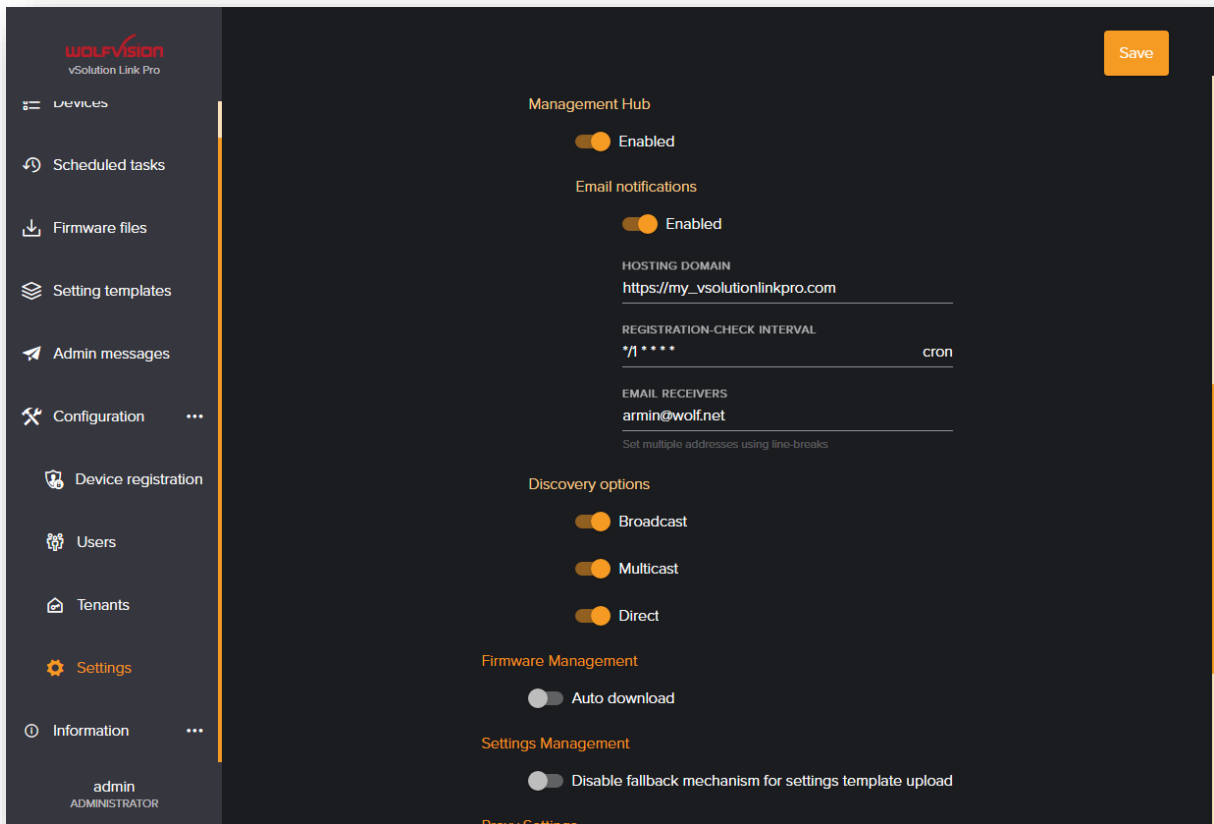 WOLFVISION
vSolution Link Pro
Devices
Scheduled tasks
Firmware files
Setting templates
Admin messages
Configuration
Device registration
Users
Tenants
Settings
Information
admin
ADMINISTRATOR
Save
Management Hub
Enabled
Email notifications
Enabled
HOSTING DOMAIN
https://my_vsolutionlinkpro.com
REGISTRATION-CHECK INTERVAL
*/1 * * * * cron
EMAIL RECEIVERS
armin@wolf.net
Set multiple addresses using line-breaks
Discovery options
Broadcast
Multicast
Direct
Firmware Management
Auto download
Settings Management
Disable fallback mechanism for settings template upload
Proxy Settings